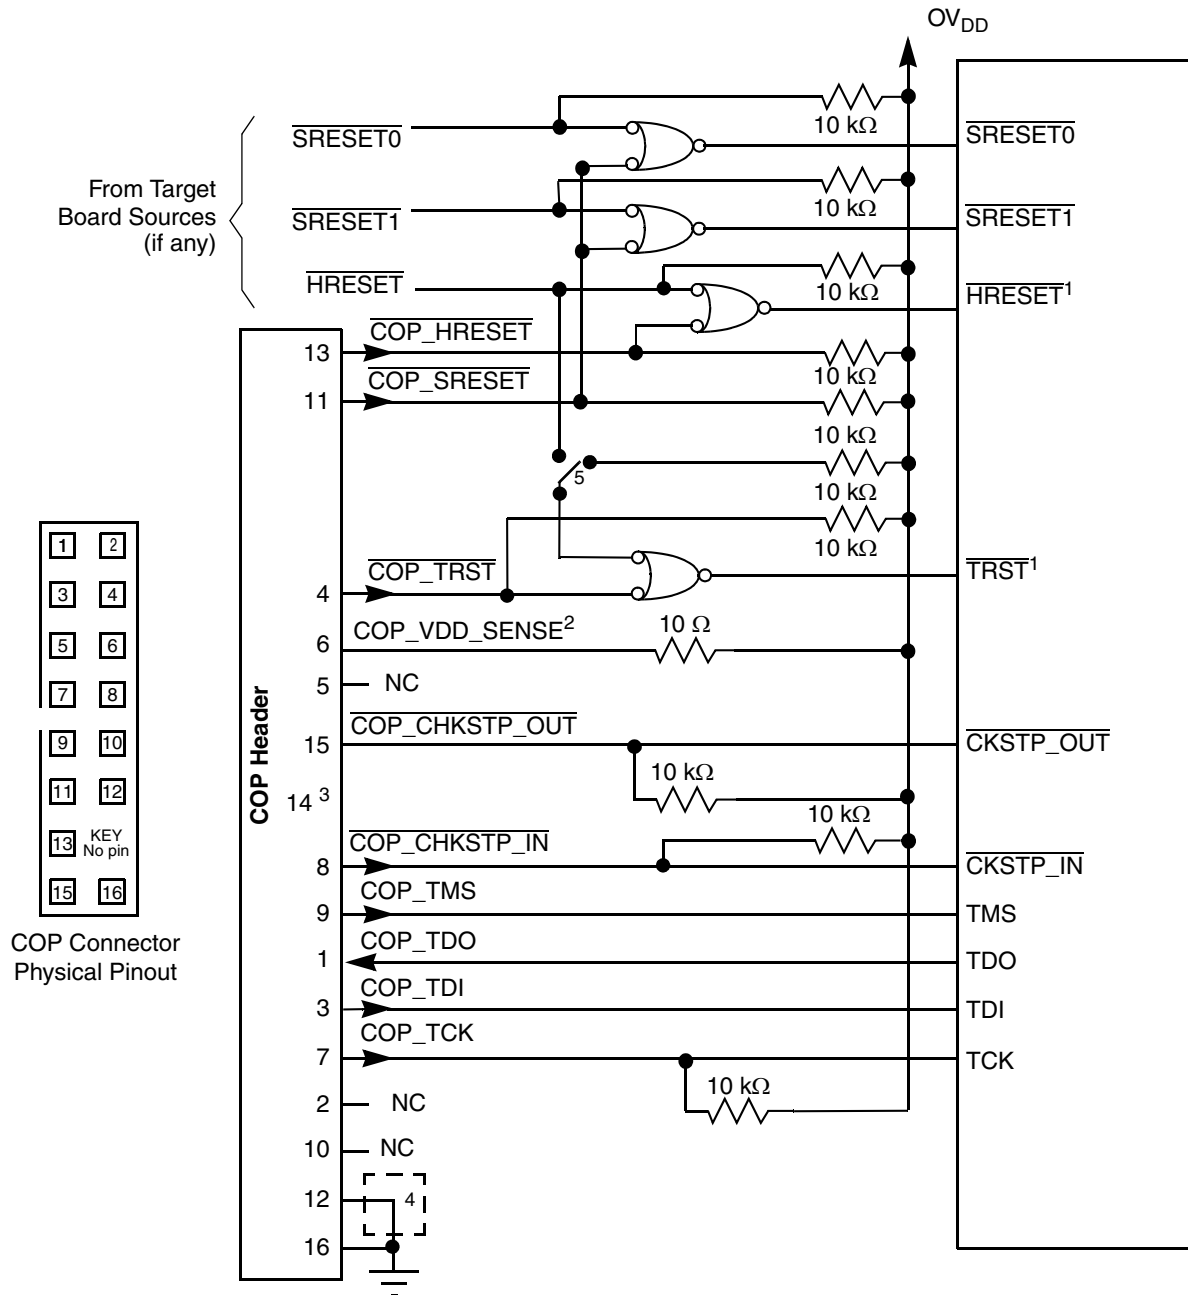 OVDD
10 kΩ
SRESET0
SRESET0
From Target
Board Sources
(if any)
10 kΩ
SRESET1
SRESET1
HRESET
10 kΩ
HRESET1
COP_HRESET
13
10 kΩ
COP_SRESET
11
10 kΩ
5
10 kΩ
10 kΩ
COP_TRST
4
TRST1
COP_VDD_SENSE2
10 Ω
6
5
NC
COP_CHKSTP_OUT
15
CKSTP_OUT
10 kΩ
COP Header
14 3
10 kΩ
COP_CHKSTP_IN
8
CKSTP_IN
COP_TMS
9
TMS
COP_TDO
1
TDO
COP_TDI
3
TDI
COP_TCK
7
TCK
10 kΩ
2
NC
10
NC
12
4
16
1 2
3 4
5 6
7 8
9 10
11 12
13 KEY
No pin
15 16
COP Connector
Physical Pinout